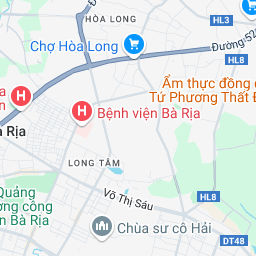 HÒA LONG
HL3
Chợ Hòa Long
Đường 52
HL8
Ẩm thực đồng
Tứ Phương Thất Đ
H
H
Bệnh viện Bà Rịa
Rịa
LONG TÂM
Quảng
ường công
n Bà Rịa
Võ Thị Sáu
HL8
Chùa sư cô Hải
DT48